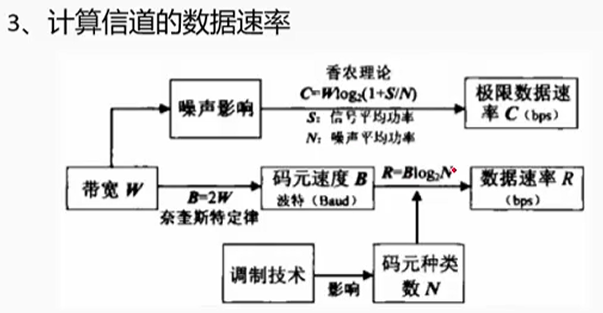 3、计算信道的数据速率
香农理论
C=Wlog₂(1+S/N)
S：信号平均功率
N：噪声平均功率
噪声影响
极限数据速
率 C（bps）
带宽 W
B=2W
奈奎斯特定律
码元速度 B
波特（Baud）
R=Blog₂N
数据速率 R
（bps）
调制技术
影响
码元种类
数 N